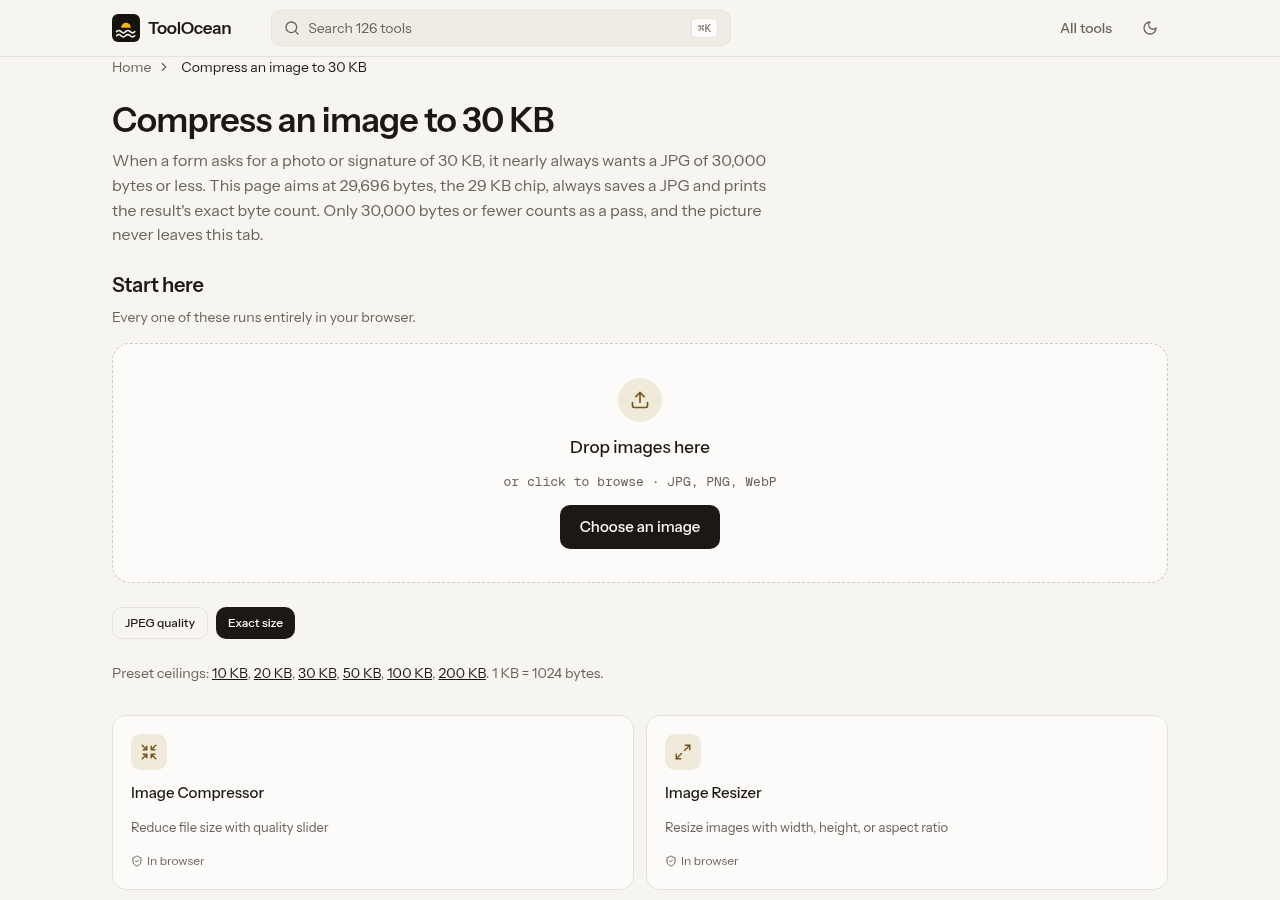 ToolOcean
Search 126 tools
⌘K
All tools
Home
Compress an image to 30 KB
Compress an image to 30 KB
When a form asks for a photo or signature of 30 KB, it nearly always wants a JPG of 30,000
bytes or less. This page aims at 29,696 bytes, the 29 KB chip, always saves a JPG and prints
the result's exact byte count. Only 30,000 bytes or fewer counts as a pass, and the picture
never leaves this tab.
Start here
Every one of these runs entirely in your browser.
Drop images here
or click to browse · JPG, PNG, WebP
Choose an image
JPEG quality
Exact size
Preset ceilings: 10 KB, 20 KB, 30 KB, 50 KB, 100 KB, 200 KB. 1 KB = 1024 bytes.
Image Compressor
Reduce file size with quality slider
In browser
Image Resizer
Resize images with width, height, or aspect ratio
In browser